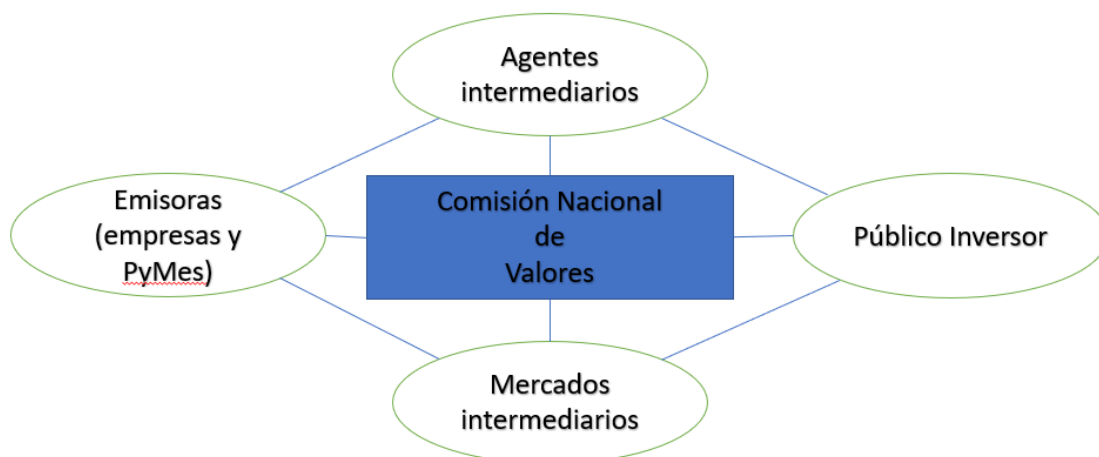 Agentes
intermediarios
Emisoras
(empresas y
PyMes)
Comisión Nacional
de
Valores
Público Inversor
Mercados
intermediarios